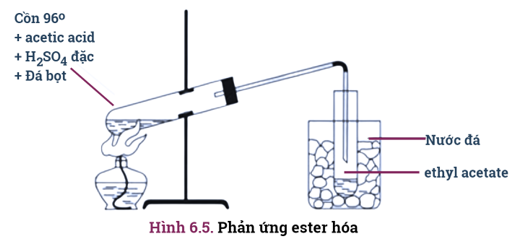 Cồn 96º
+ acetic acid
+ H₂SO₄ đặc
+ Đá bọt
Nước đá
ethyl acetate
Hình 6.5. Phản ứng ester hóa